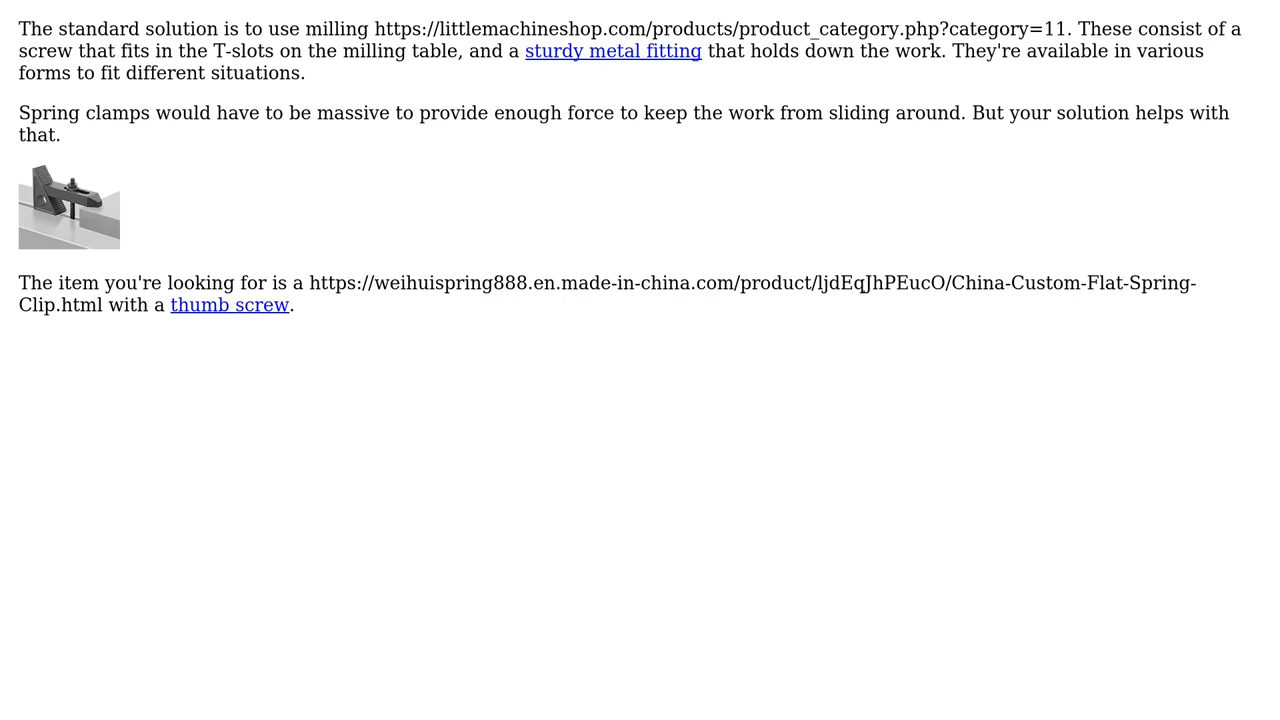 The standard solution is to use milling https://littlemachineshop.com/products/product_category.php?category=11. These consist of a
screw that fits in the T-slots on the milling table, and a sturdy metal fitting that holds down the work. They're available in various
forms to fit different situations.
Spring clamps would have to be massive to provide enough force to keep the work from sliding around. But your solution helps with
that.
The item you're looking for is a https://weihuispring888.en.made-in-china.com/product/ljdEqJhPEucO/China-Custom-Flat-Spring-
Clip.html with a thumb screw.